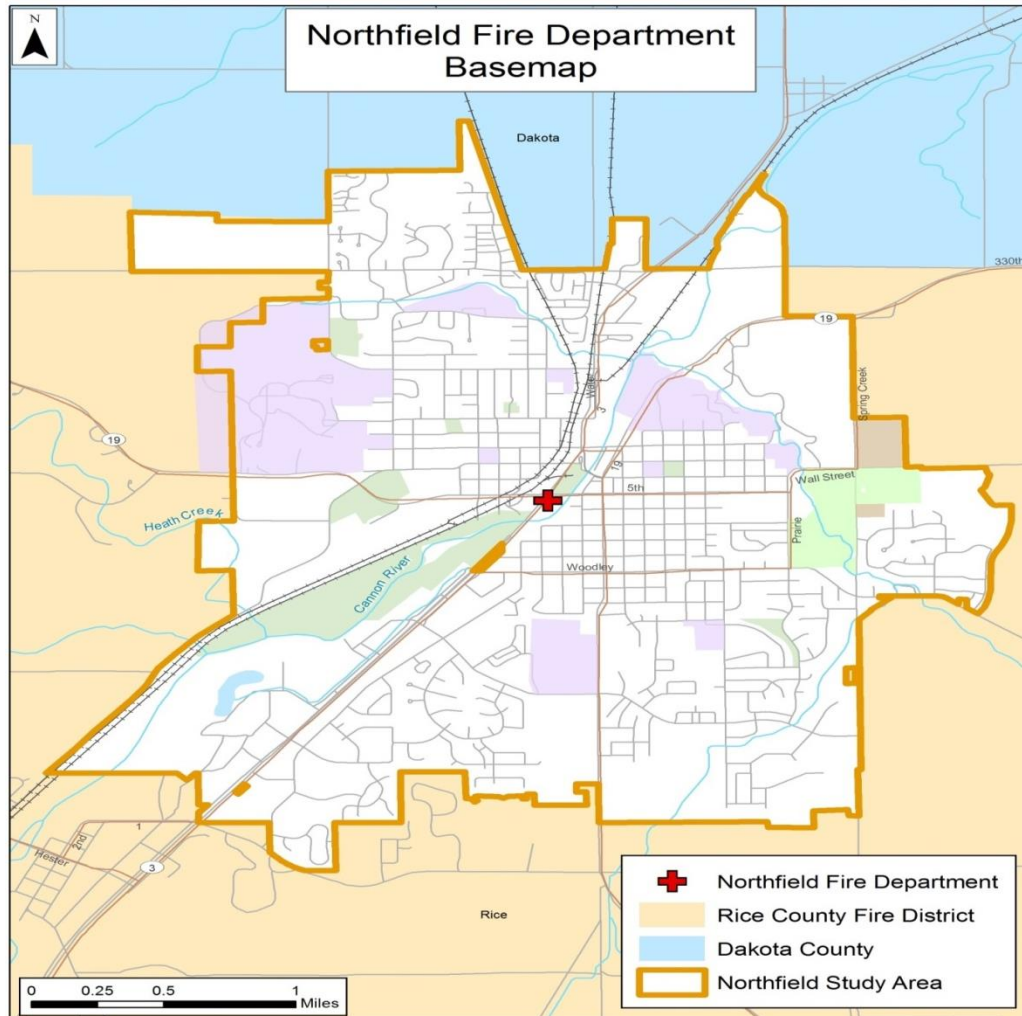 N
Northfield Fire Department
Basemap
Dakota
330th
19
Spring Creek
Water
3
19
19
Wall Street
5th
Prairie
Heath Creek
Cannon River
Woodley
1
2nd
Hester
3
Rice
Northfield Fire Department
Rice County Fire District
Dakota County
Northfield Study Area
0 0.25 0.5 1
Miles